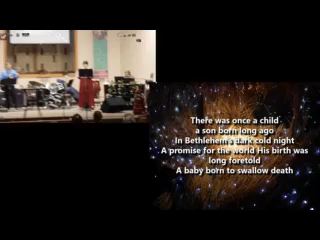 There was once a child
a son born long ago
In Bethlehem's dark cold night
A promise for the world His birth was
long foretold
A baby born to swallow death